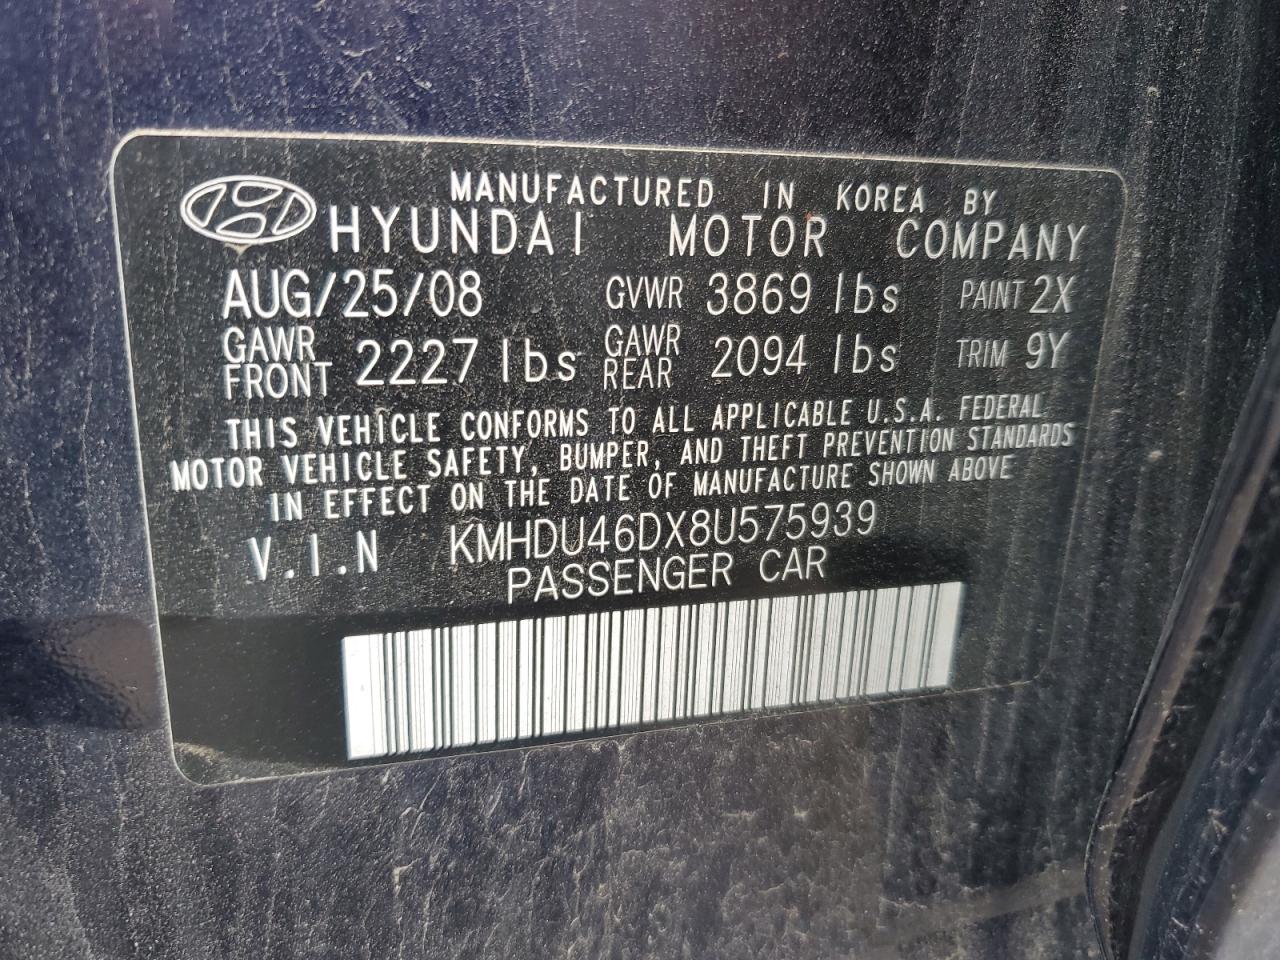 MANUFACTURED IN KOREA BY
HYUNDAI MOTOR COMPANY
AUG/25/08 GVWR 3869 lbs PAINT 2X
GAWR FRONT 2227 lbs GAWR REAR 2094 lbs TRIM 9Y
THIS VEHICLE CONFORMS TO ALL APPLICABLE U.S.A. FEDERAL
MOTOR VEHICLE SAFETY, BUMPER, AND THEFT PREVENTION STANDARDS
IN EFFECT ON THE DATE OF MANUFACTURE SHOWN ABOVE
V.I.N KMHDU46DX8U575939
PASSENGER CAR